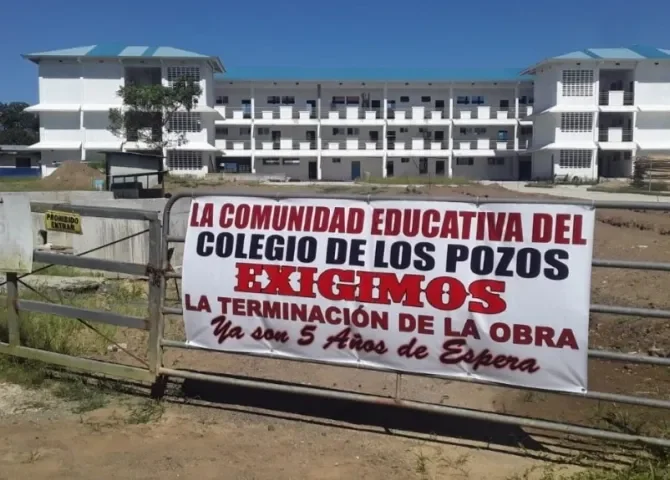 PROHIBIDO
ENTRAR
LA COMUNIDAD EDUCATIVA DEL
COLEGIO DE LOS POZOS
EXIGIMOS
LA TERMINACIÓN DE LA OBRA
Ya son 5 Años de Espera